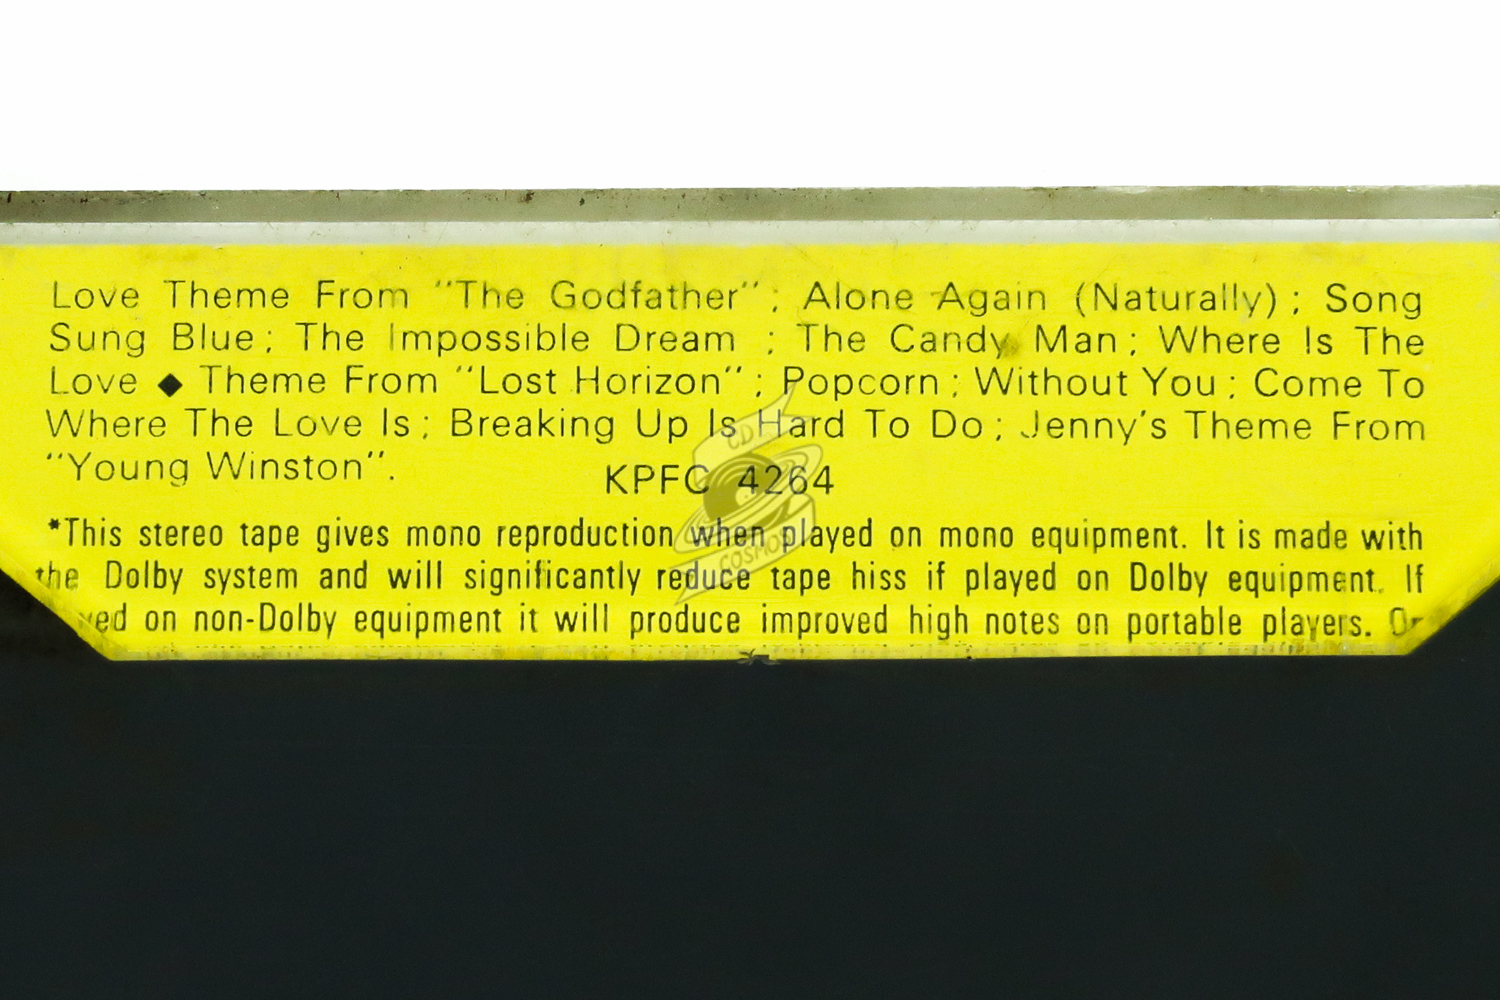 Love Theme From "The Godfather"; Alone Again (Naturally); Song
Sung Blue; The Impossible Dream ; The Candy Man; Where Is The
Love ◆ Theme From "Lost Horizon"; Popcorn; Without You; Come To
Where The Love Is; Breaking Up Is Hard To Do; Jenny's Theme From
"Young Winston".
KPFC 4264
CD
COSMOS
*This stereo tape gives mono reproduction when played on mono equipment. It is made with
the Dolby system and will significantly reduce tape hiss if played on Dolby equipment. If
on non-Dolby equipment it will produce improved high notes on portable players.